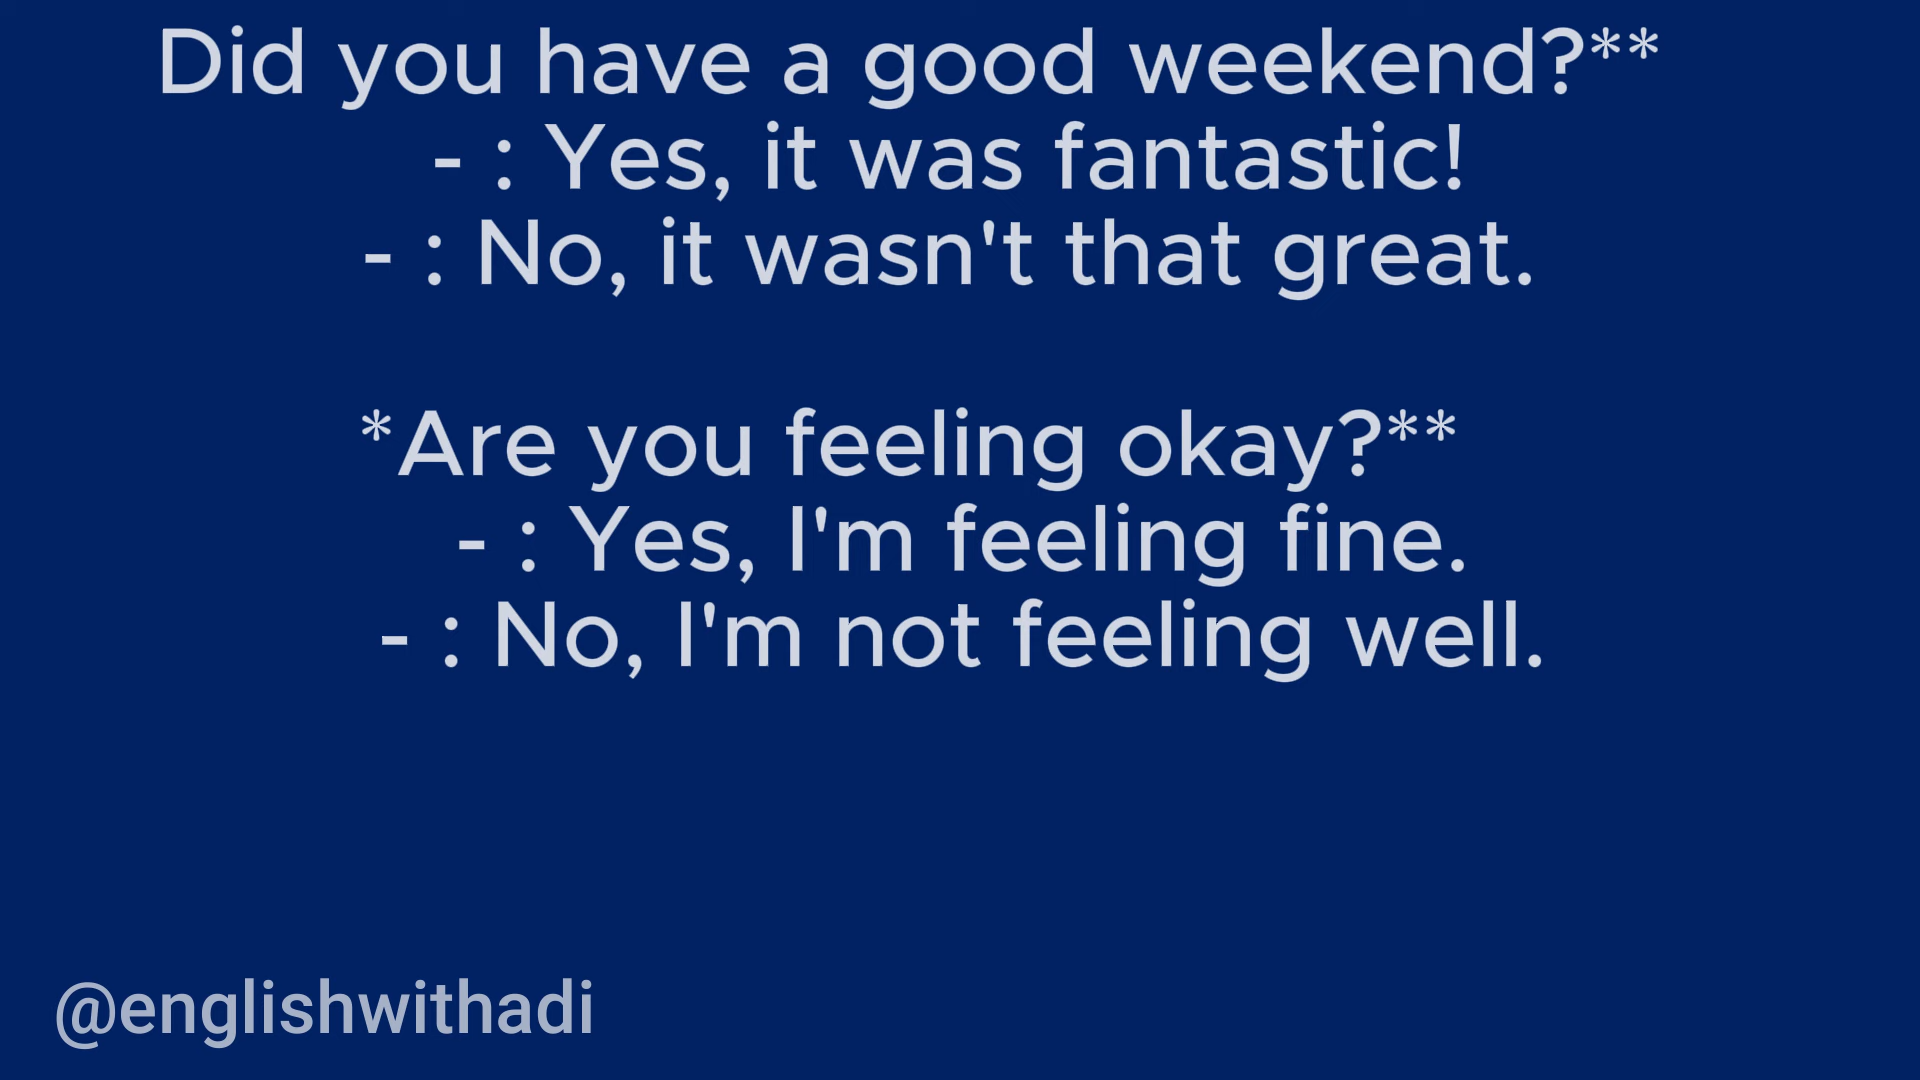 Did you have a good weekend?**
- : Yes, it was fantastic!
- : No, it wasn't that great.
*Are you feeling okay?**
- : Yes, I'm feeling fine.
- : No, I'm not feeling well.
@englishwithadi